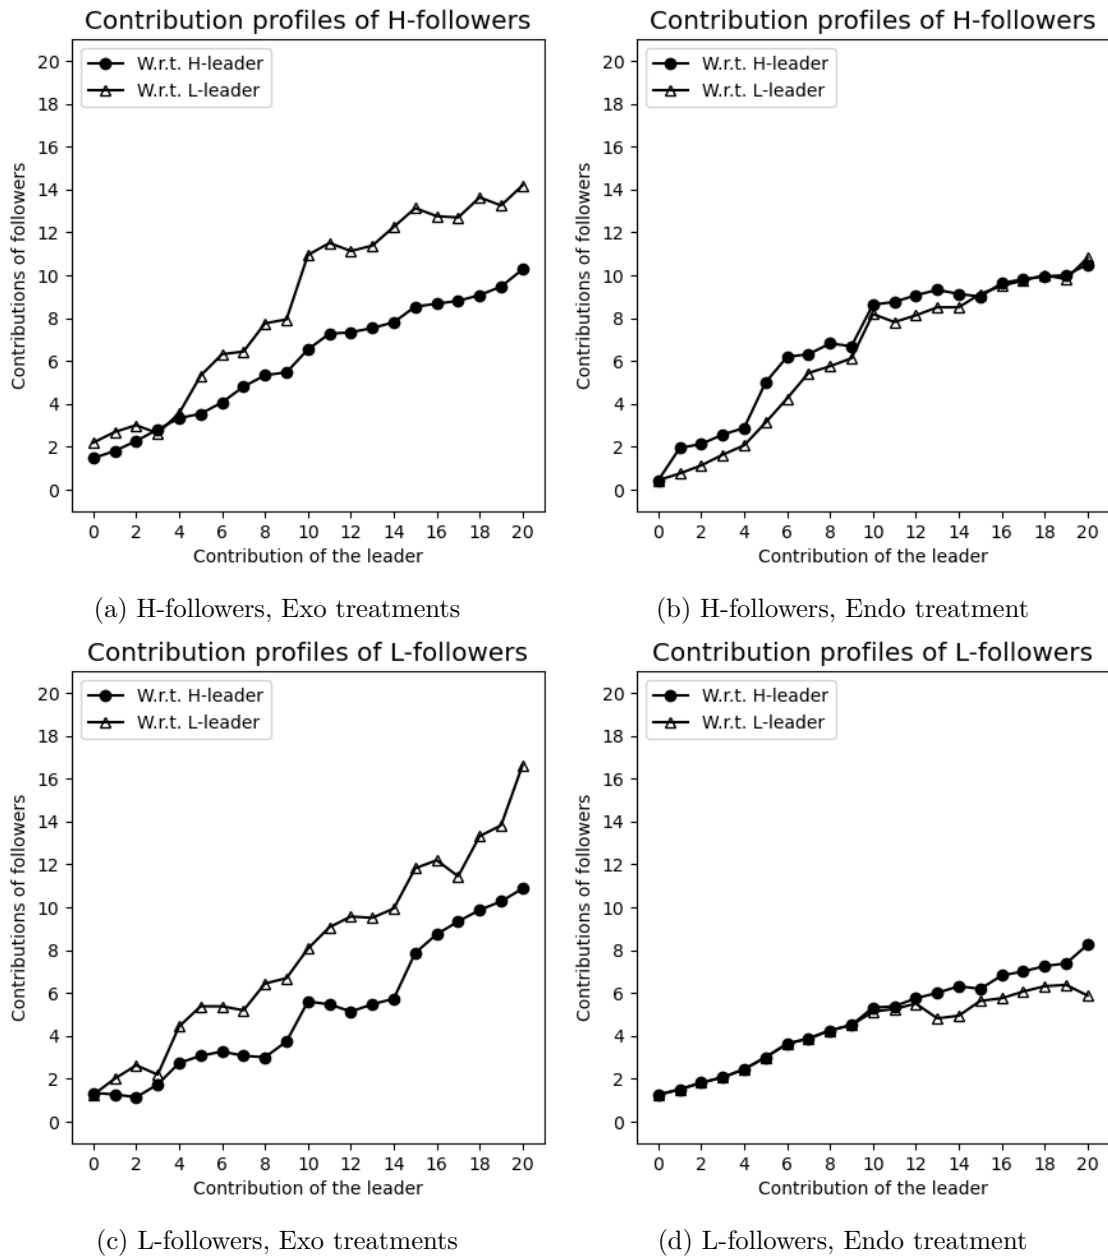 Contribution profiles of H-followers
W.r.t. H-leader
W.r.t. L-leader
20
18
16
14
12
10
8
6
4
2
0
Contributions of followers
0 2 4 6 8 10 12 14 16 18 20
Contribution of the leader
(a) H-followers, Exo treatments
Contribution profiles of H-followers
W.r.t. H-leader
W.r.t. L-leader
20
18
16
14
12
10
8
6
4
2
0
Contributions of followers
0 2 4 6 8 10 12 14 16 18 20
Contribution of the leader
(b) H-followers, Endo treatment
Contribution profiles of L-followers
W.r.t. H-leader
W.r.t. L-leader
20
18
16
14
12
10
8
6
4
2
0
Contributions of followers
0 2 4 6 8 10 12 14 16 18 20
Contribution of the leader
(c) L-followers, Exo treatments
Contribution profiles of L-followers
W.r.t. H-leader
W.r.t. L-leader
20
18
16
14
12
10
8
6
4
2
0
Contributions of followers
0 2 4 6 8 10 12 14 16 18 20
Contribution of the leader
(d) L-followers, Endo treatment